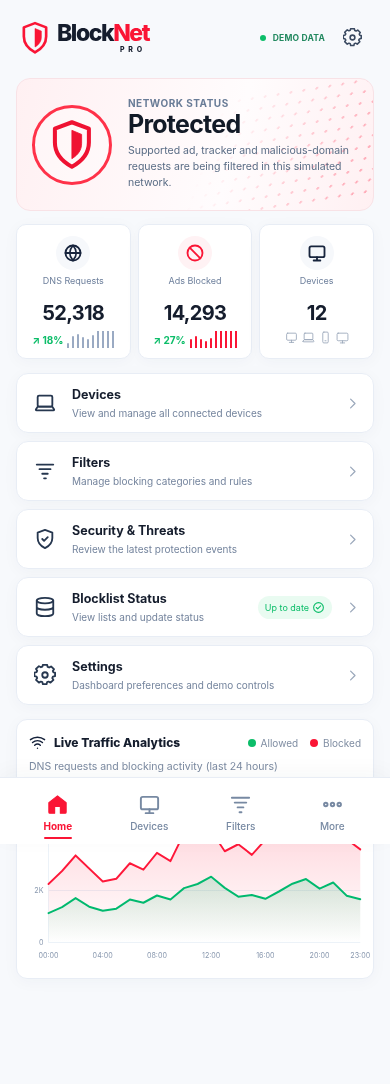 BlockNet
PRO
DEMO DATA
NETWORK STATUS
Protected
Supported ad, tracker and malicious-domain
requests are being filtered in this simulated
network.
DNS Requests
52,318
18%
Ads Blocked
14,293
27%
Devices
12
Devices
View and manage all connected devices
Filters
Manage blocking categories and rules
Security & Threats
Review the latest protection events
Blocklist Status
View lists and update status
Up to date
Settings
Dashboard preferences and demo controls
Live Traffic Analytics
Allowed
Blocked
DNS requests and blocking activity (last 24 hours)
Home
Devices
Filters
More
2K
0
00:00
04:00
08:00
12:00
16:00
20:00
23:00